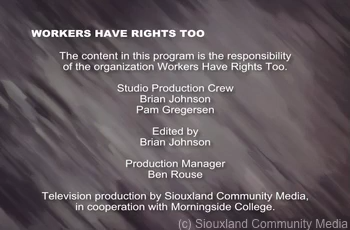 WORKERS HAVE RIGHTS TOO
The content in this program is the responsibility
of the organization Workers Have Rights Too.
Studio Production Crew
Brian Johnson
Pam Gregersen
Edited by
Brian Johnson
Production Manager
Ben Rouse
Television production by Siouxland Community Media,
in cooperation with Morningside College.
(c) Siouxland Community Media